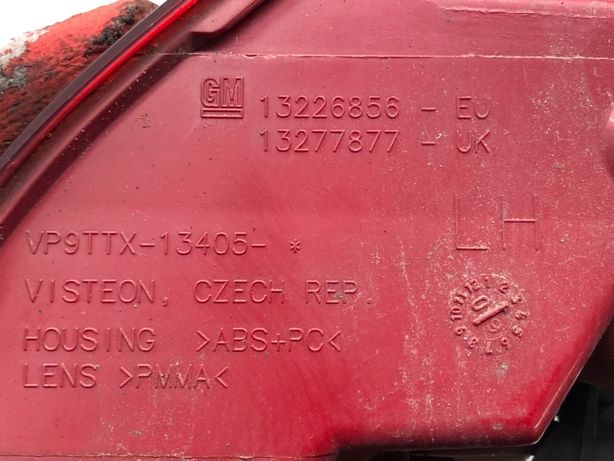 GM 13226856 - EU
13277877 - UK
LH
VP9TTX-13405- *
VISTEON, CZECH REP.
HOUSING >ABS+PC<
LENS >PMMA<